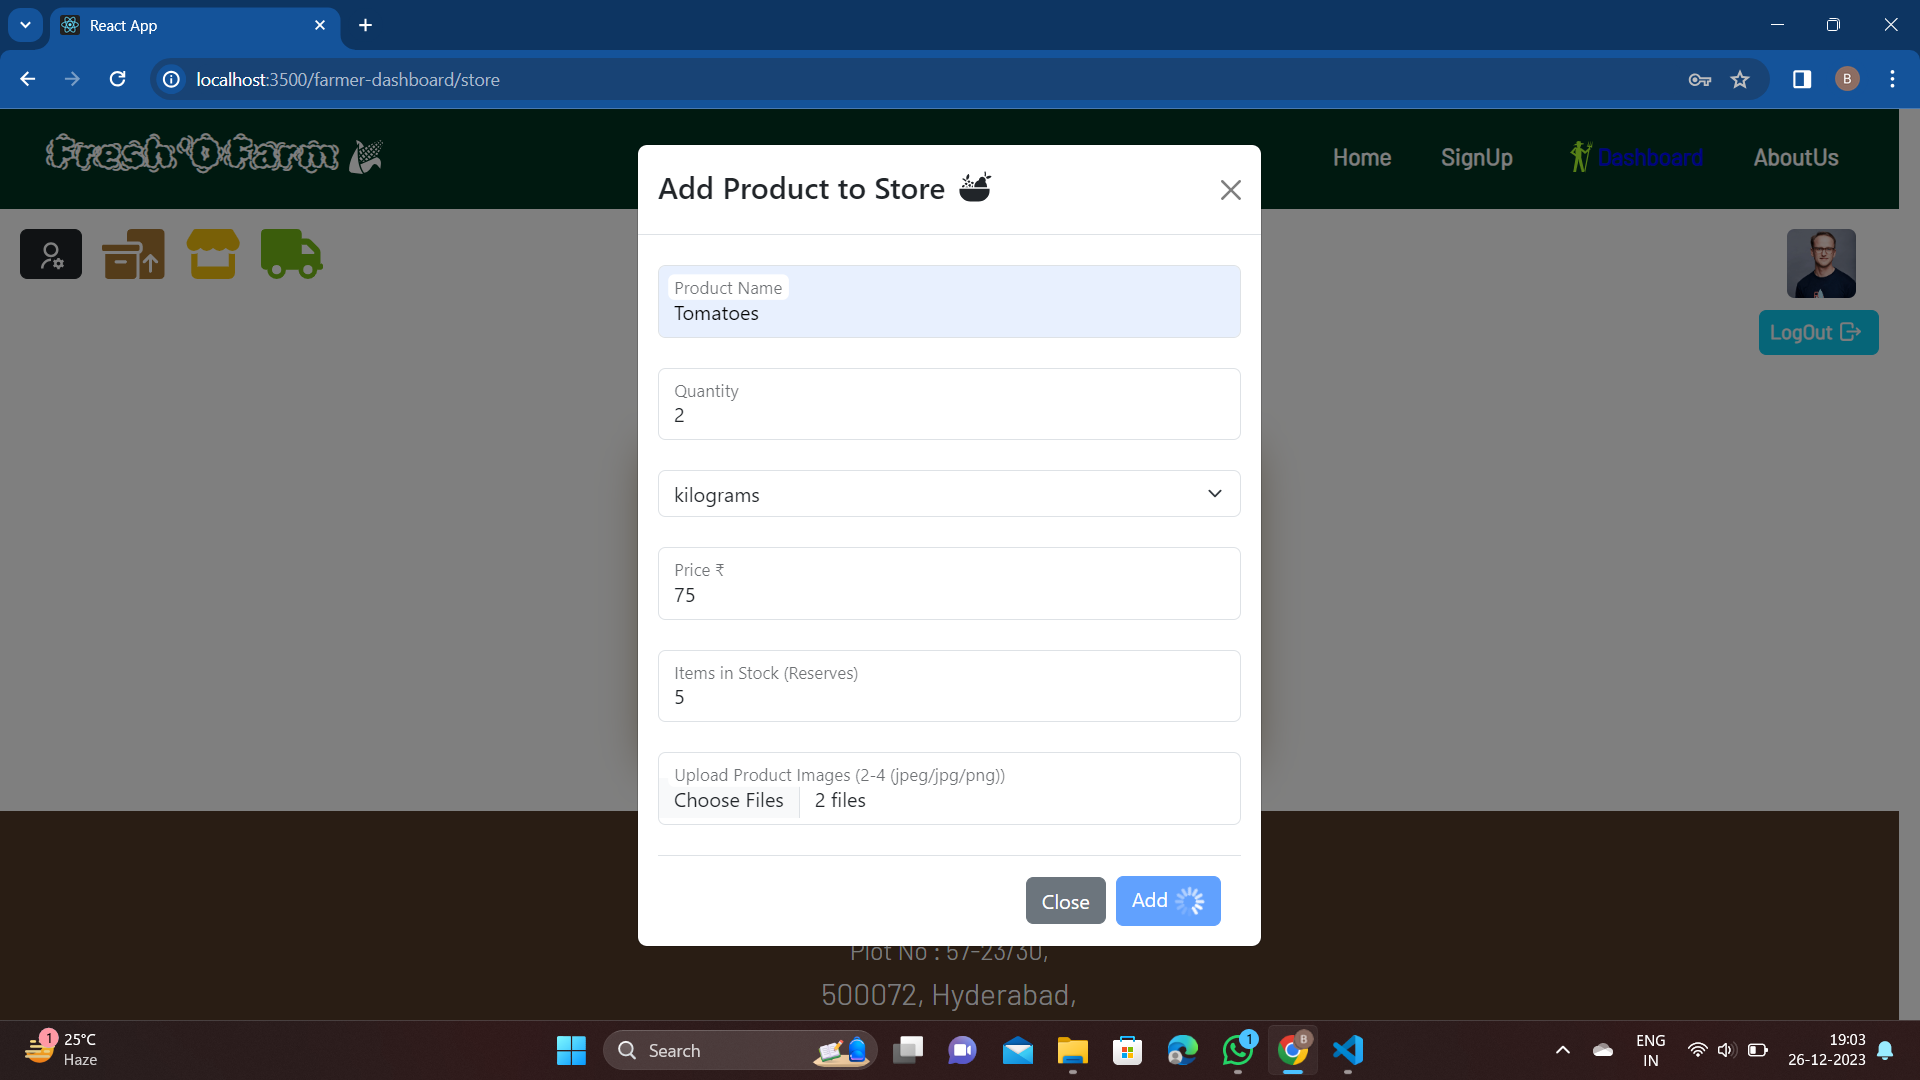 React App
localhost:3500/farmer-dashboard/store
B
Fresh'O'Farm
Home
SignUp
Dashboard
AboutUs
LogOut
Add Product to Store
Product Name
Tomatoes
Quantity
2
kilograms
Price ₹
75
Items in Stock (Reserves)
5
Upload Product Images (2-4 (jpeg/jpg/png))
Choose Files
2 files
Close
Add
Plot No : 57-23/30,
500072, Hyderabad,
1
25°C
Haze
Search
1
B
ENG
IN
19:03
26-12-2023